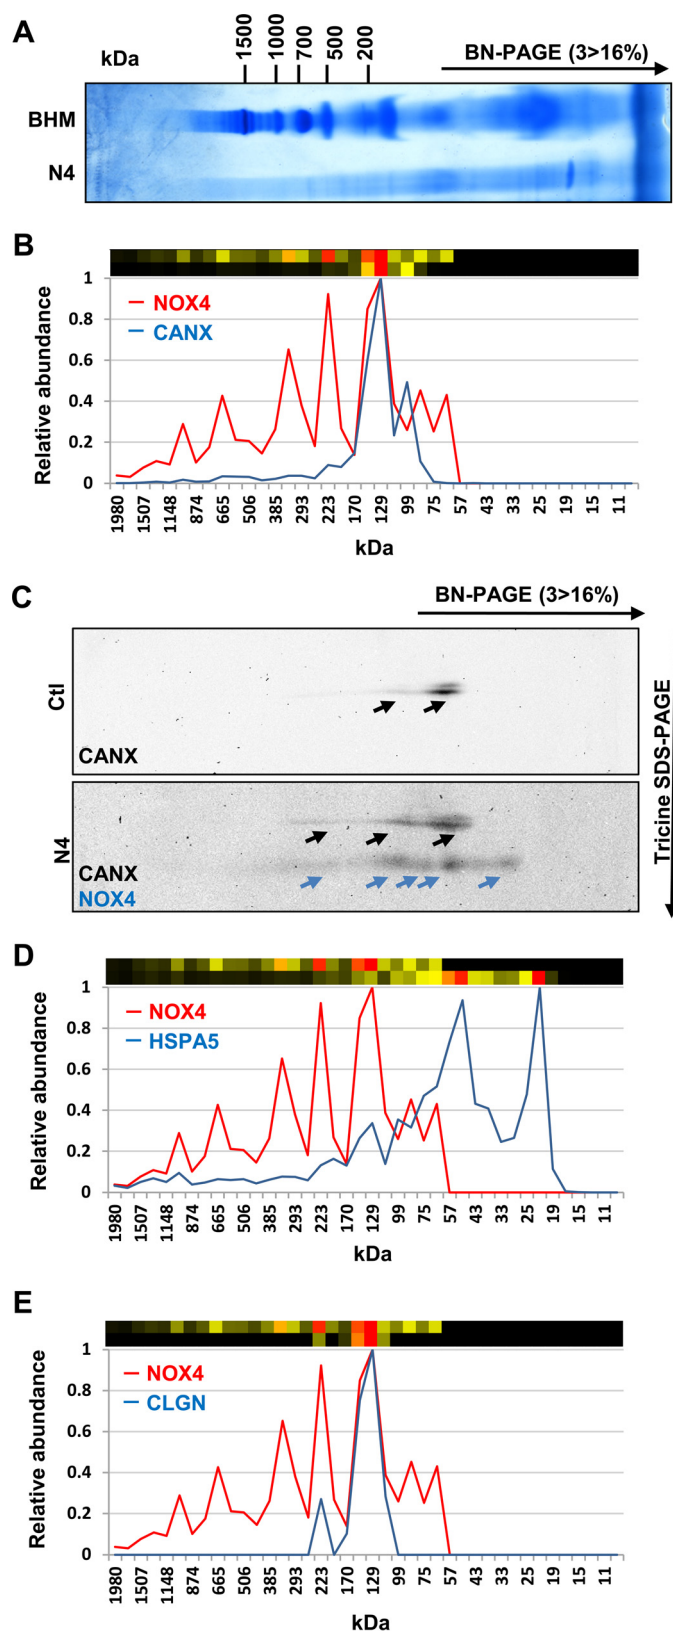 A
kDa
1500
1000
700
500
200
BN-PAGE (3>16%)
BHM
N4
B
1
0.8
0.6
0.4
0.2
0
Relative abundance
NOX4
CANX
1980
1507
1148
874
665
506
385
293
223
170
129
99
75
57
43
33
25
19
15
11
kDa
C
BN-PAGE (3>16%)
Ctl
CANX
N4
CANX
NOX4
Tricine SDS-PAGE
D
1
0.8
0.6
0.4
0.2
0
Relative abundance
NOX4
HSPA5
1980
1507
1148
874
665
506
385
293
223
170
129
99
75
57
43
33
25
19
15
11
kDa
E
1
0.8
0.6
0.4
0.2
0
Relative abundance
NOX4
CLGN
1980
1507
1148
874
665
506
385
293
223
170
129
99
75
57
43
33
25
19
15
11
kDa